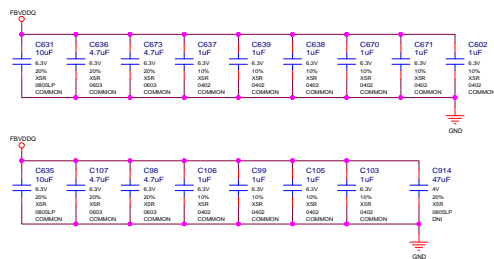 FBVDDQ
C631 C636 C673 C637 C639 C638 C670 C671 C602
10uF 4.7uF 4.7uF 1uF 1uF 1uF 1uF 1uF 1uF
6.3V 6.3V 6.3V 6.3V 6.3V 6.3V 6.3V 6.3V 6.3V
20% 20% 20% 10% 10% 10% 10% 10% 10%
X5R X5R X5R X5R X5R X5R X5R X5R X5R
0805LP 0603 0603 0402 0402 0402 0402 0402 0402
COMMON COMMON COMMON COMMON COMMON COMMON COMMON COMMON COMMON
GND
FBVDDQ
C635 C107 C98 C106 C99 C105 C103 C914
10uF 4.7uF 4.7uF 1uF 1uF 1uF 1uF 47uF
6.3V 6.3V 6.3V 6.3V 6.3V 6.3V 6.3V 4V
20% 20% 20% 10% 10% 10% 10% 20%
X5R X5R X5R X5R X5R X5R X5R X5R
0805LP 0603 0603 0402 0402 0402 0402 0805LP
COMMON COMMON COMMON COMMON COMMON COMMON COMMON DNI
GND